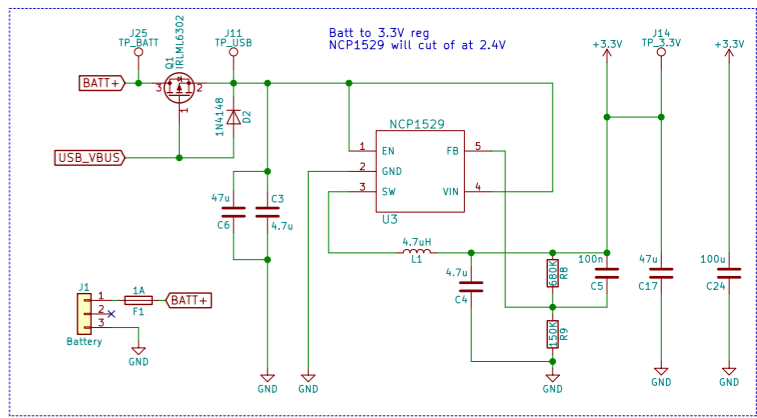 Batt to 3.3V reg
NCP1529 will cut of at 2.4V
J25
TP_BATT
Q1
IRLML6302
J11
TP_USB
BATT+
3
2
1
1N4148
D2
USB_VBUS
47u
C6
C3
4.7u
NCP1529
1
EN
FB
5
2
GND
3
SW
VIN
4
U3
4.7uH
L1
4.7u
C4
680K
R8
150K
R9
+3.3V
J14
TP_3.3V
+3.3V
100n
C5
47u
C17
100u
C24
J1
1
2
3
Battery
1A
F1
BATT+
GND
GND
GND
GND
GND
GND